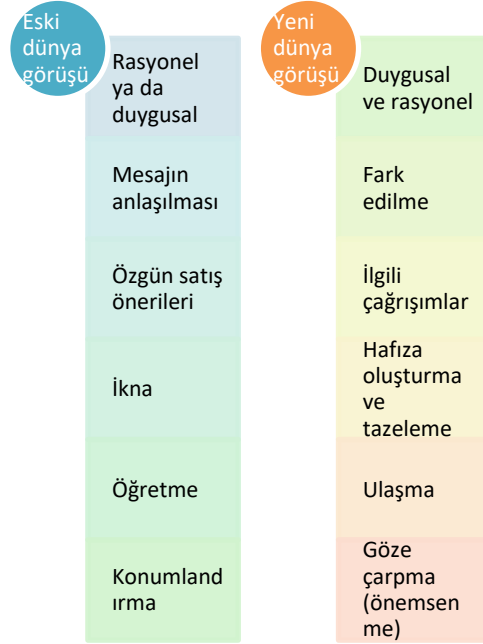 Eski
dünya
görüşü
Rasyonel
ya da
duygusal
Mesajın
anlaşılması
Özgün satış
önerileri
İkna
Öğretme
Konumland
ırma
Yeni
dünya
görüşü
Duygusal
ve rasyonel
Fark
edilme
İlgili
çağrışımlar
Hafıza
oluşturma
ve
tazeleme
Ulaşma
Göze
çarpma
(önemsen
me)